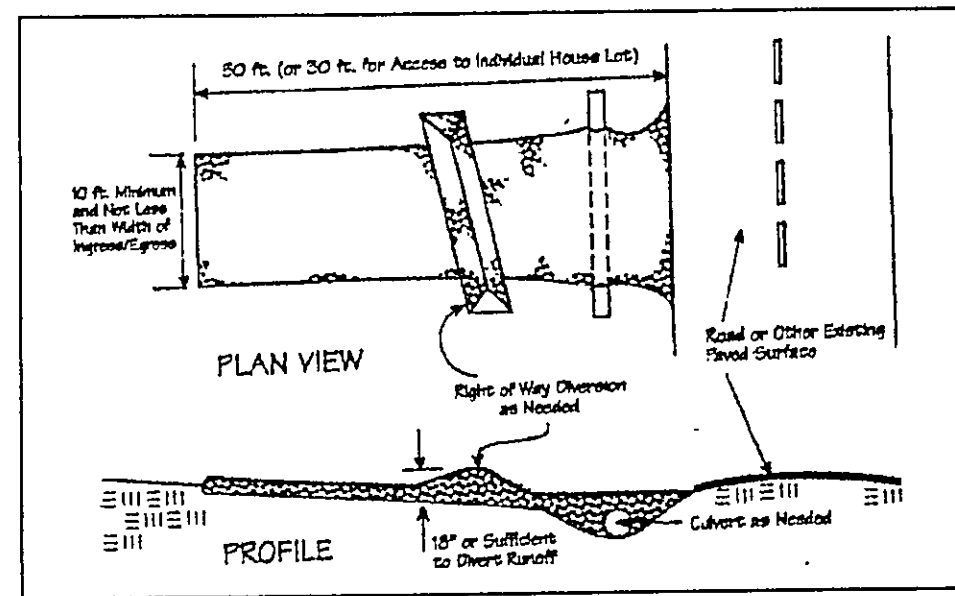 50 ft. (or 30 ft. for Access to Individual House Lot)
10 ft. Minimum
and Not Less
Than Width of
Ingress/Egress
PLAN VIEW
Road or Other Existing
Paved Surface
Right of Way Diversion
as Needed
Culvert as Needed
18" or Sufficient
to Divert Runoff
PROFILE